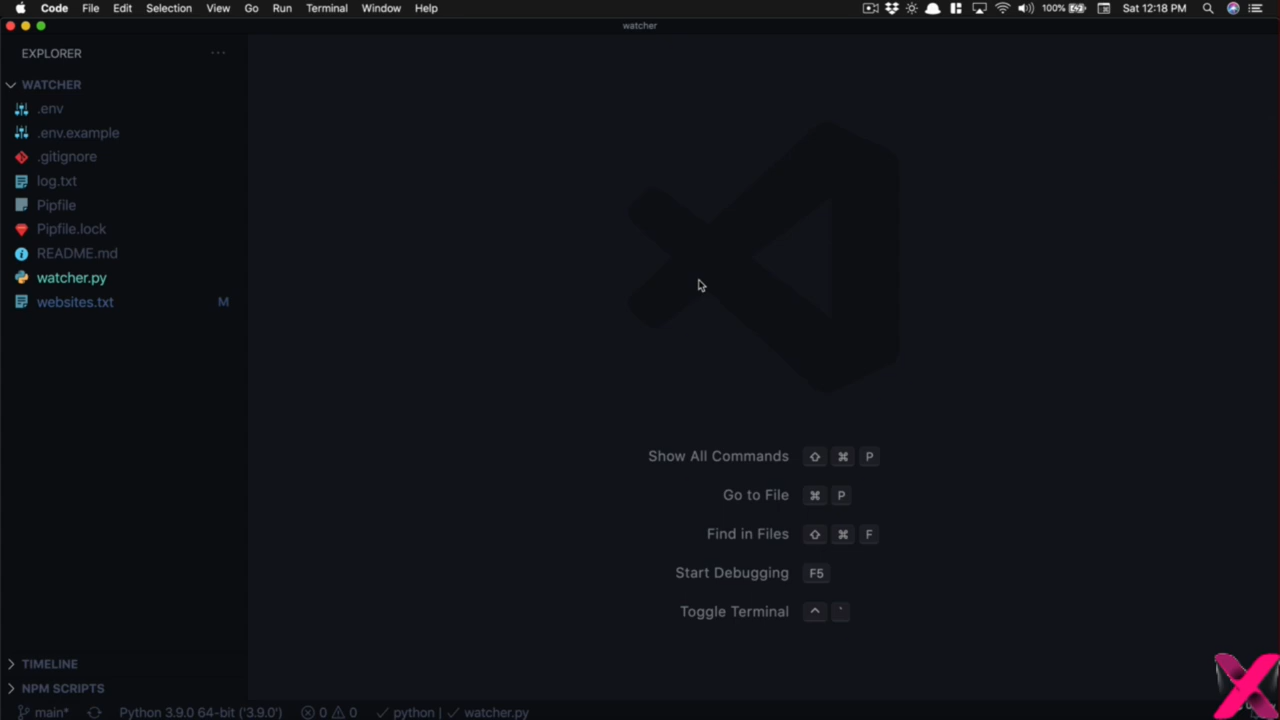 Code File Edit Selection View Go Run Terminal Window Help 100% Sat 12:18 PM
watcher
EXPLORER ···
WATCHER
.env
.env.example
.gitignore
log.txt
Pipfile
Pipfile.lock
README.md
watcher.py
websites.txt M
Show All Commands ⇧ ⌘ P
Go to File ⌘ P
Find in Files ⇧ ⌘ F
Start Debugging F5
Toggle Terminal ^ `
TIMELINE
NPM SCRIPTS
main* Python 3.9.0 64-bit ('3.9.0') 0 0 ✓ python | ✓ watcher.py
X